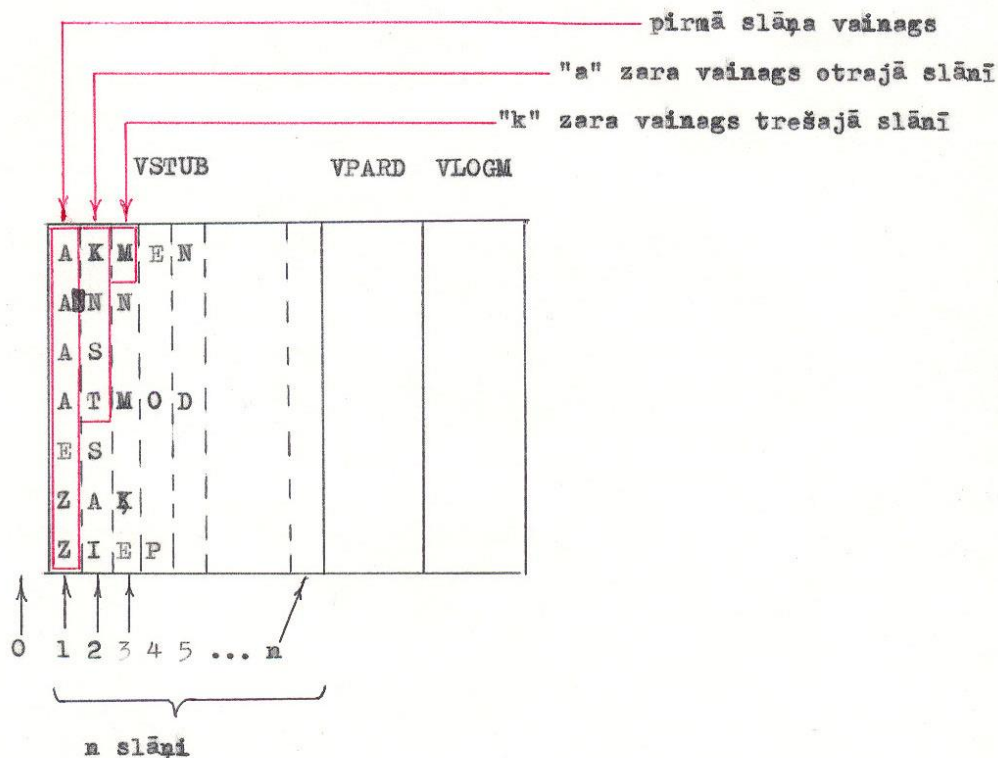 pirmā slāņa vainags
"a" zara vainags otrajā slānī
"k" zara vainags trešajā slānī
VSTUB VPARD VLOGM
A K M E N
A N N
A S
A T M O D
E S
Z A Ķ
Z I E P
0 1 2 3 4 5 ... n
n slāņi